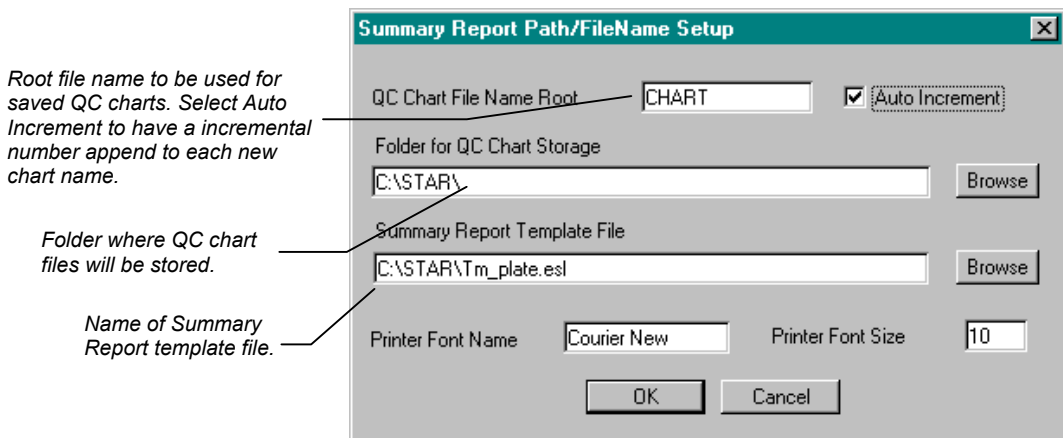 Summary Report Path/FileName Setup
Root file name to be used for
saved QC charts. Select Auto
Increment to have a incremental
number append to each new
chart name.
QC Chart File Name Root
CHART
Auto Increment
Folder for QC Chart Storage
C:\STAR\
Browse
Folder where QC chart
files will be stored.
Summary Report Template File
C:\STAR\Tm_plate.esl
Browse
Name of Summary
Report template file.
Printer Font Name
Courier New
Printer Font Size
10
OK
Cancel